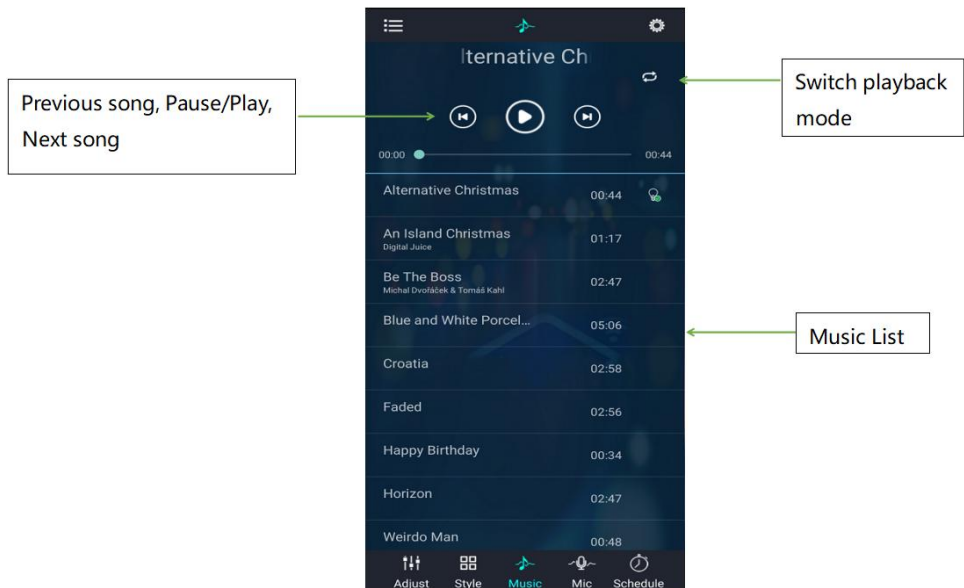 lternative Ch
Previous song, Pause/Play,
Next song
Switch playback
mode
00:00
00:44
Alternative Christmas 00:44
An Island Christmas 01:17
Digital Juice
Be The Boss 02:47
Michal Dvořáček & Tomáš Kahl
Blue and White Porcel... 05:06
Music List
Croatia 02:58
Faded 02:56
Happy Birthday 00:34
Horizon 02:47
Weirdo Man 00:48
Adjust Style Music Mic Schedule